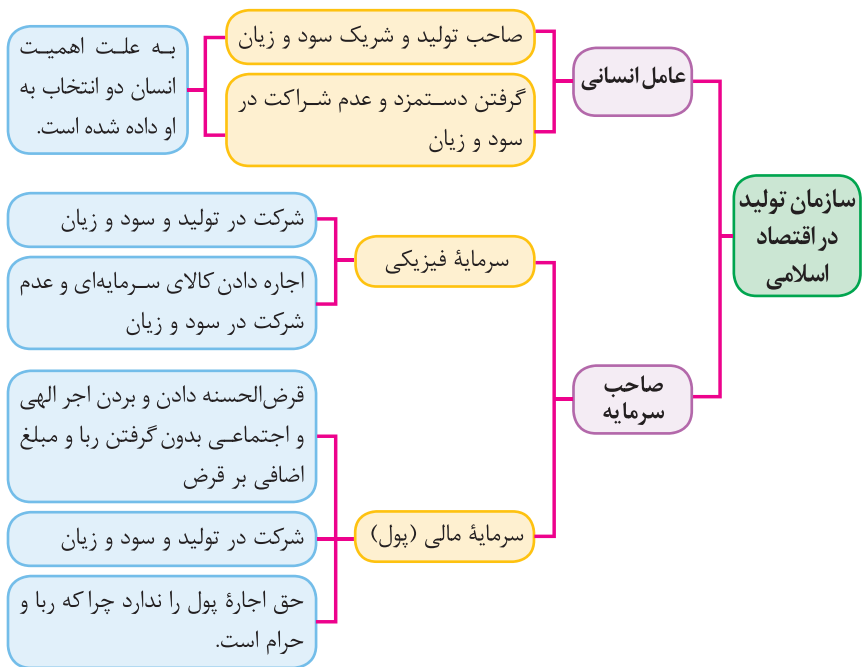 سازمان تولید
در اقتصاد
اسلامی
عامل انسانی
صاحب تولید و شریک سود و زیان
گرفتن دستمزد و عدم شراکت در
سود و زیان
به علت اهمیت
انسان دو انتخاب به
او داده شده است.
صاحب
سرمایه
سرمایهٔ فیزیکی
شرکت در تولید و سود و زیان
اجاره دادن کالای سرمایه‌ای و عدم
شرکت در سود و زیان
سرمایهٔ مالی (پول)
قرض‌الحسنه دادن و بردن اجر الهی
و اجتماعی بدون گرفتن ربا و مبلغ
اضافی بر قرض
شرکت در تولید و سود و زیان
حق اجارهٔ پول را ندارد چرا که ربا و
حرام است.